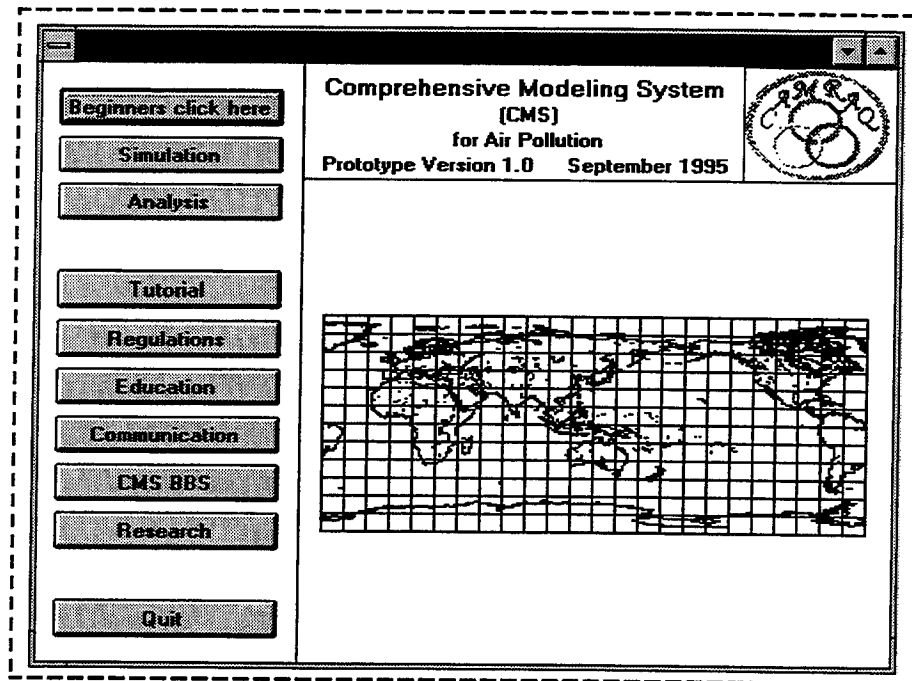 Beginners click here
Simulation
Analysis
Tutorial
Regulations
Education
Communication
CMS BBS
Research
Quit
Comprehensive Modeling System
(CMS)
for Air Pollution
Prototype Version 1.0 September 1995
CAMRAQ